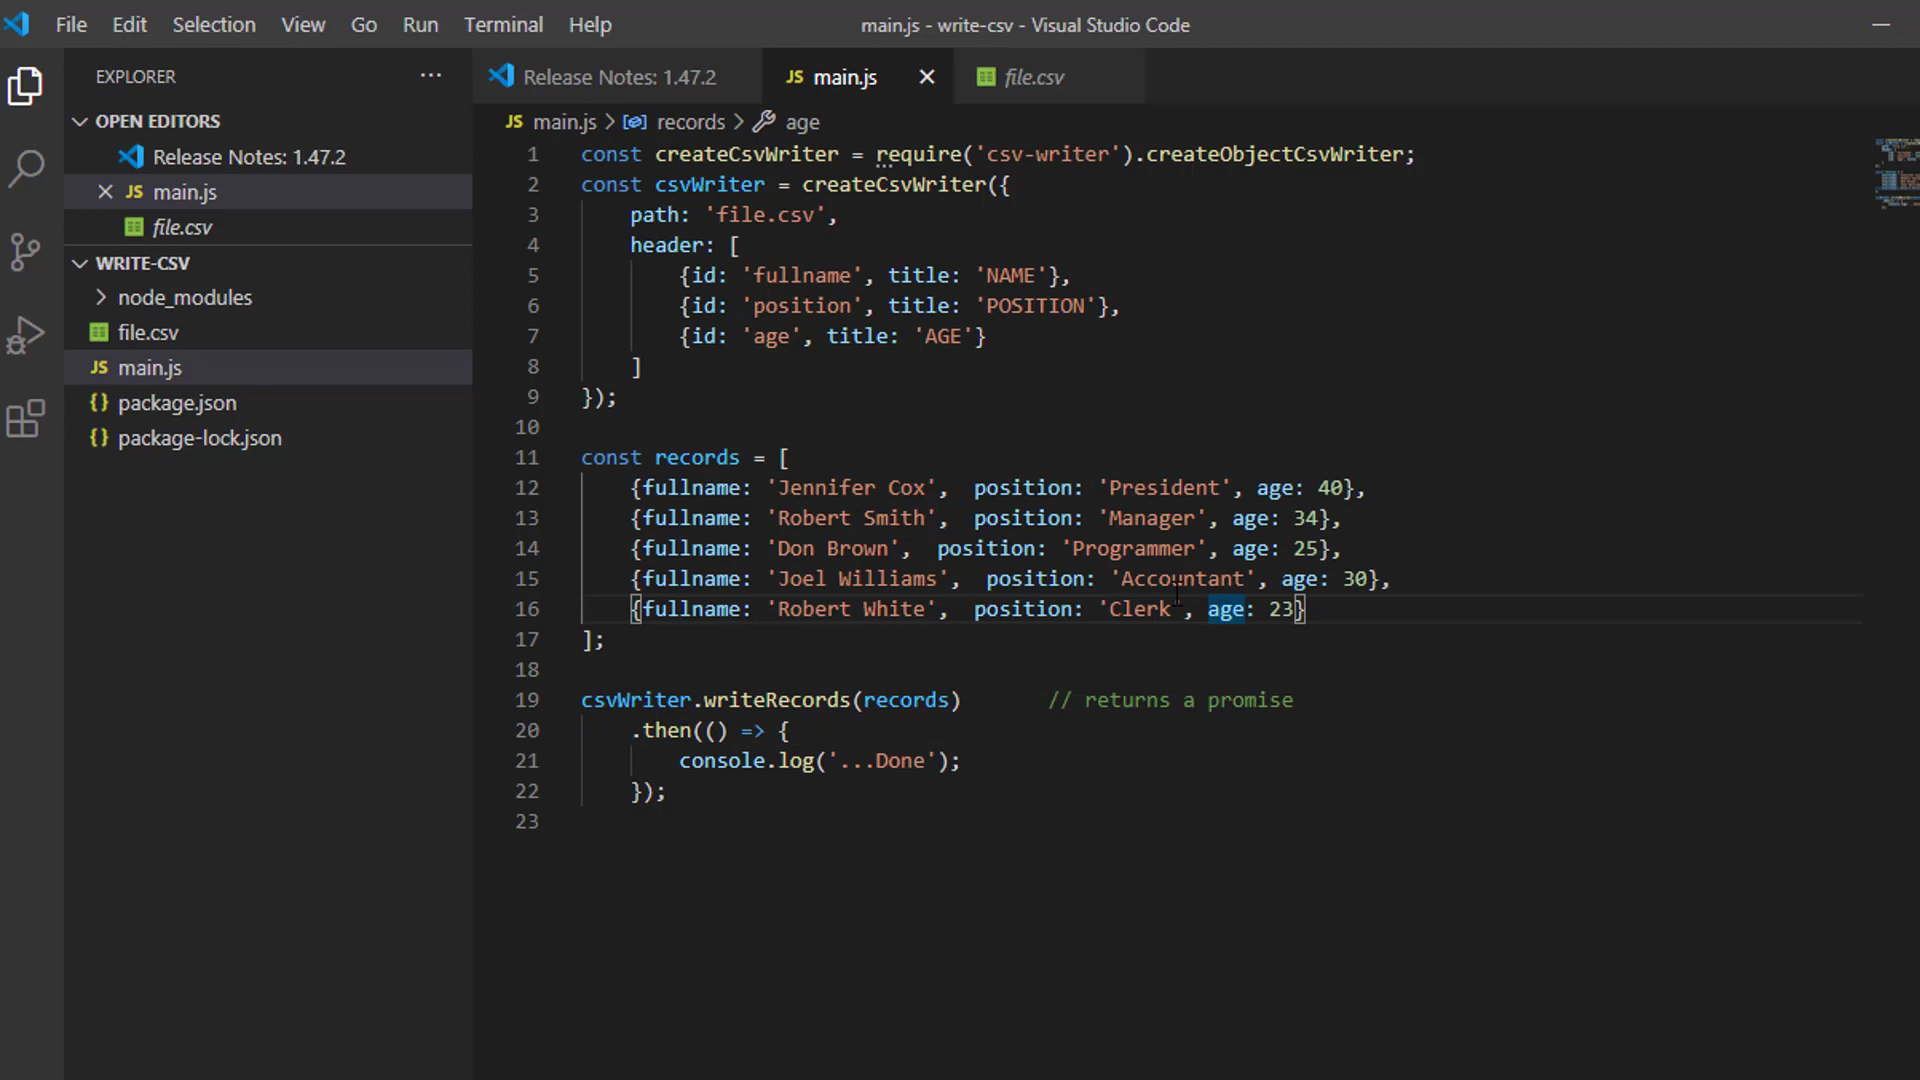 File Edit Selection View Go Run Terminal Help main.js - write-csv - Visual Studio Code
EXPLORER ...
Release Notes: 1.47.2 JS main.js file.csv
OPEN EDITORS
Release Notes: 1.47.2
JS main.js
file.csv
WRITE-CSV
node_modules
file.csv
JS main.js
{} package.json
{} package-lock.json
JS main.js > records > age
1 const createCsvWriter = require('csv-writer').createObjectCsvWriter;
2 const csvWriter = createCsvWriter({
3     path: 'file.csv',
4     header: [
5         {id: 'fullname', title: 'NAME'},
6         {id: 'position', title: 'POSITION'},
7         {id: 'age', title: 'AGE'}
8     ]
9 });
10
11 const records = [
12     {fullname: 'Jennifer Cox',  position: 'President', age: 40},
13     {fullname: 'Robert Smith',  position: 'Manager', age: 34},
14     {fullname: 'Don Brown',  position: 'Programmer', age: 25},
15     {fullname: 'Joel Williams',  position: 'Accountant', age: 30},
16     {fullname: 'Robert White',  position: 'Clerk', age: 23}
17 ];
18
19 csvWriter.writeRecords(records)       // returns a promise
20     .then(() => {
21         console.log('...Done');
22     });
23